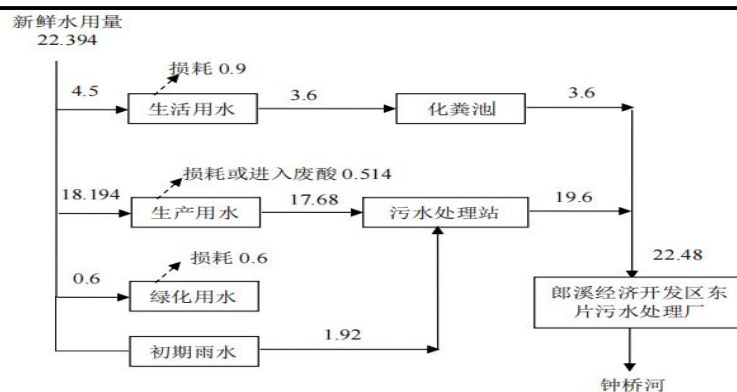 新鲜水用量
22.394
损耗 0.9
4.5
生活用水
3.6
化粪池
3.6
损耗或进入废酸 0.514
18.194
生产用水
17.68
污水处理站
19.6
损耗 0.6
0.6
绿化用水
22.48
郎溪经济开发区东
片污水处理厂
初期雨水
1.92
钟桥河